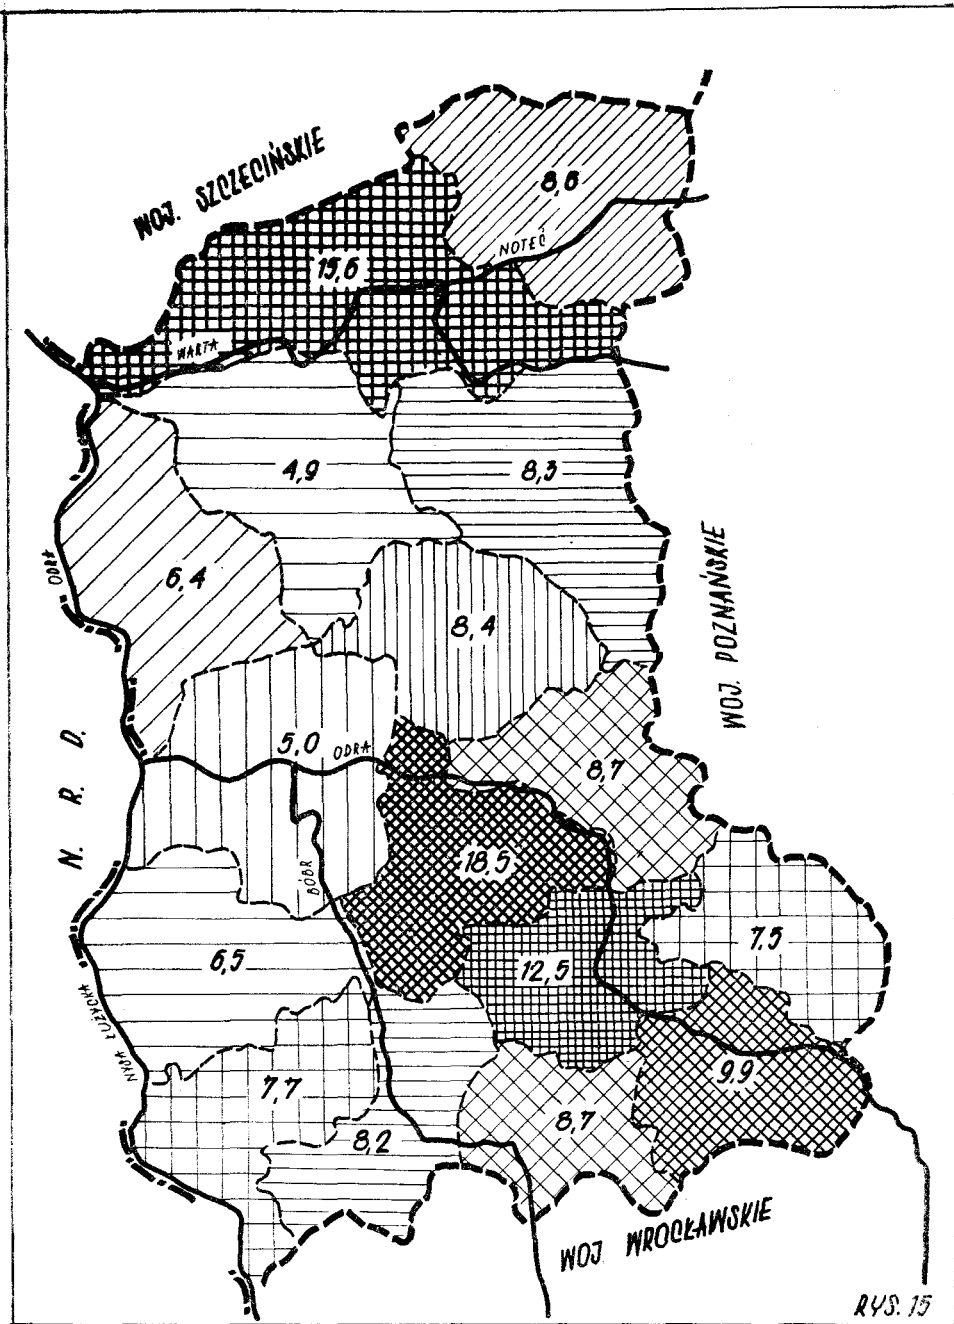 WOJ. SZCZECIŃSKIE
8,6
NOTEĆ
15,6
WARTA
4,9
8,3
ODRA
6,4
8,4
WOJ. POZNAŃSKIE
N. R. D.
5,0
ODRA
8,7
BÓBR
18,5
7,5
6,5
12,5
NYSA ŁUŻYCKA
7,7
9,9
8,7
8,2
WOJ. WROCŁAWSKIE
RYS. 15